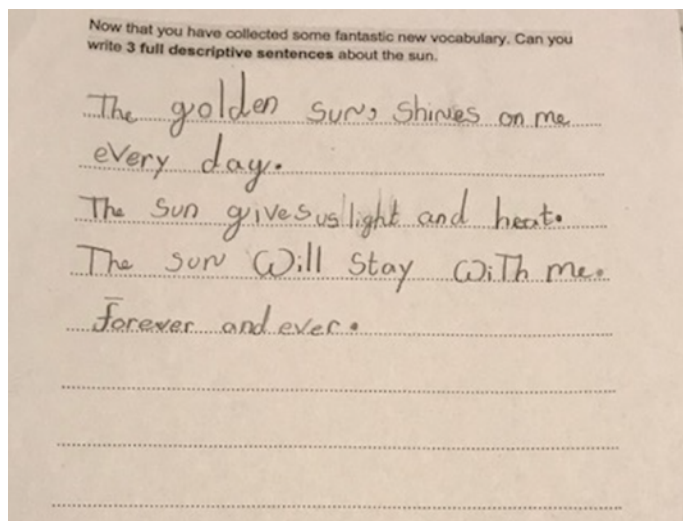 Now that you have collected some fantastic new vocabulary. Can you
write 3 full descriptive sentences about the sun.
The golden sun, shines on me
every day.
The sun gives us light and heat.
The sun will stay with me.
forever and ever.